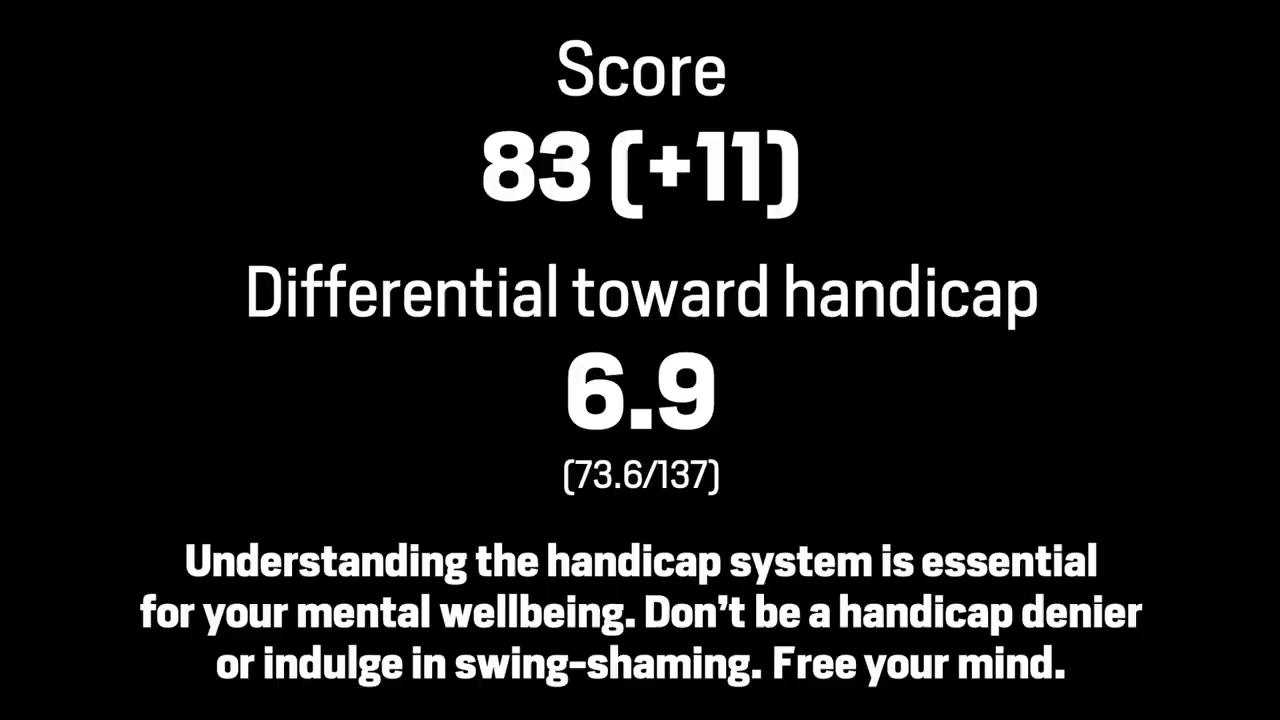 Score
83 (+11)
Differential toward handicap
6.9
(73.6/137)
Understanding the handicap system is essential
for your mental wellbeing. Don’t be a handicap denier
or indulge in swing-shaming. Free your mind.